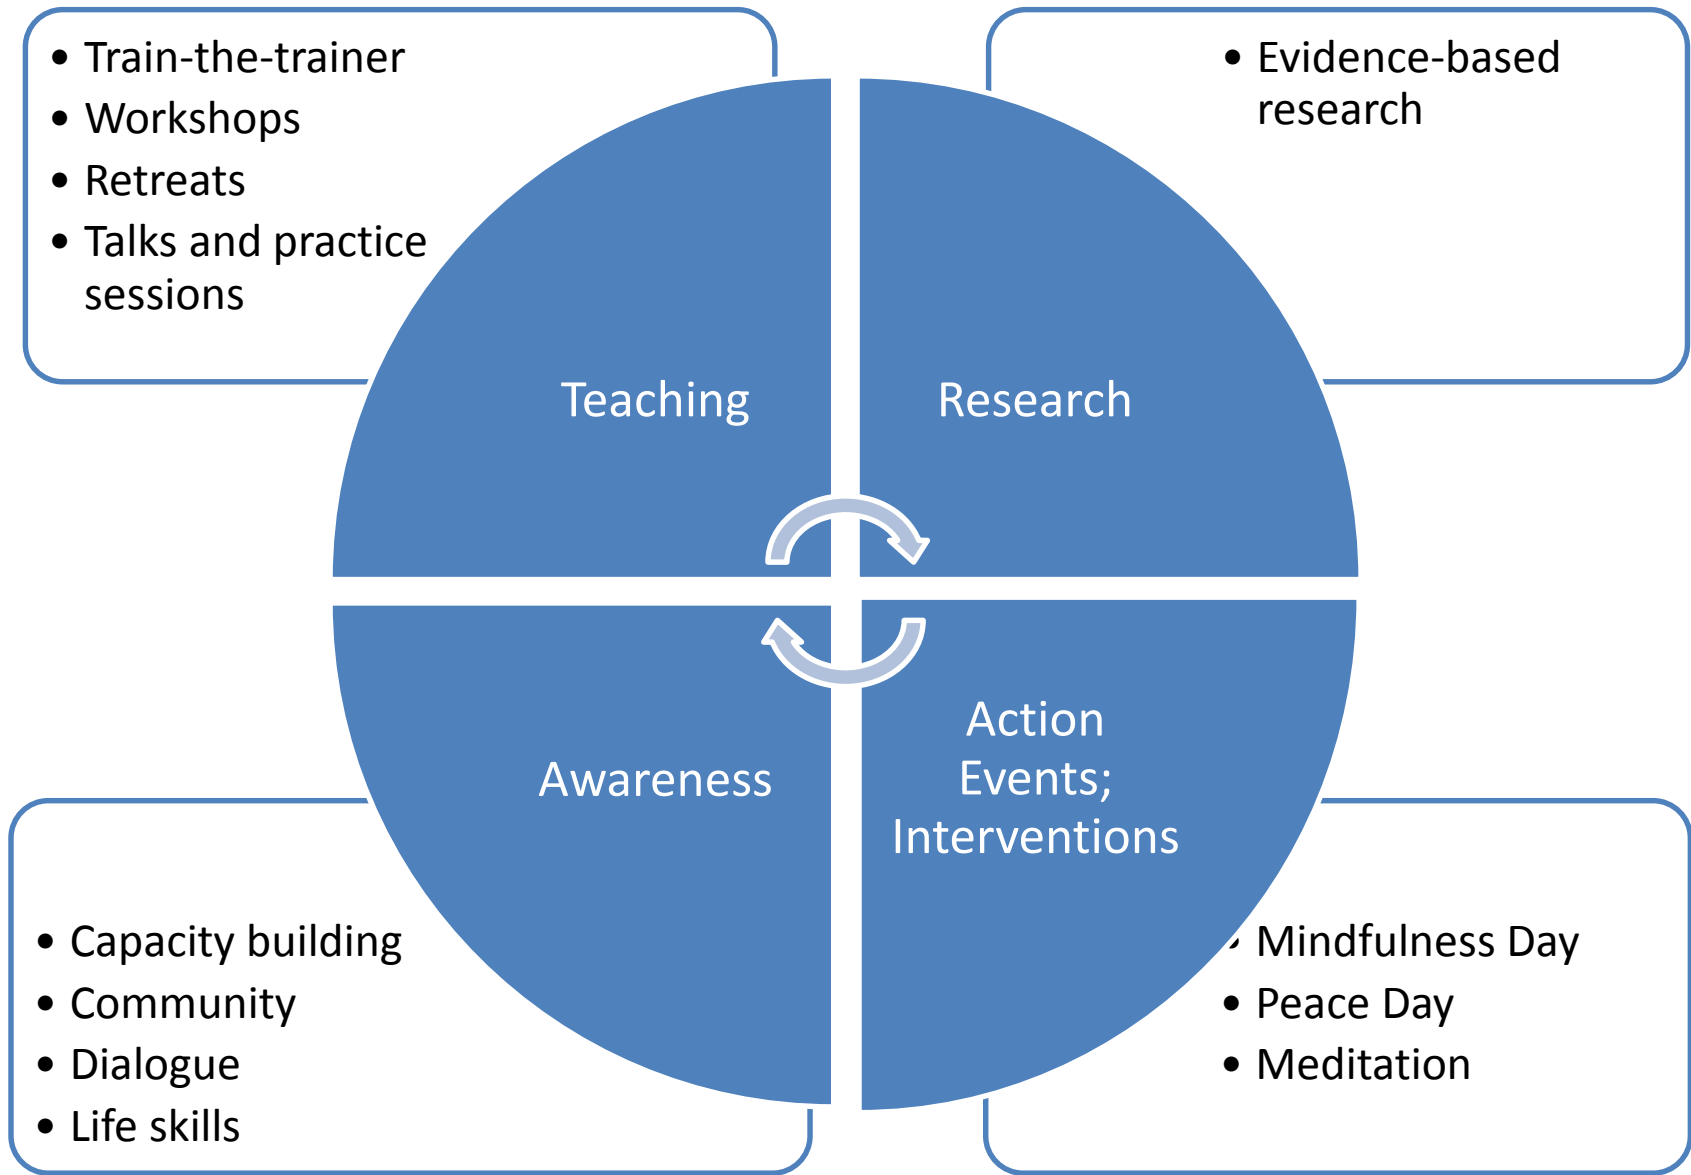 • Train-the-trainer
• Workshops
• Retreats
• Talks and practice
sessions
• Evidence-based
research
Teaching
Research
Awareness
Action
Events;
Interventions
• Capacity building
• Community
• Dialogue
• Life skills
• Mindfulness Day
• Peace Day
• Meditation